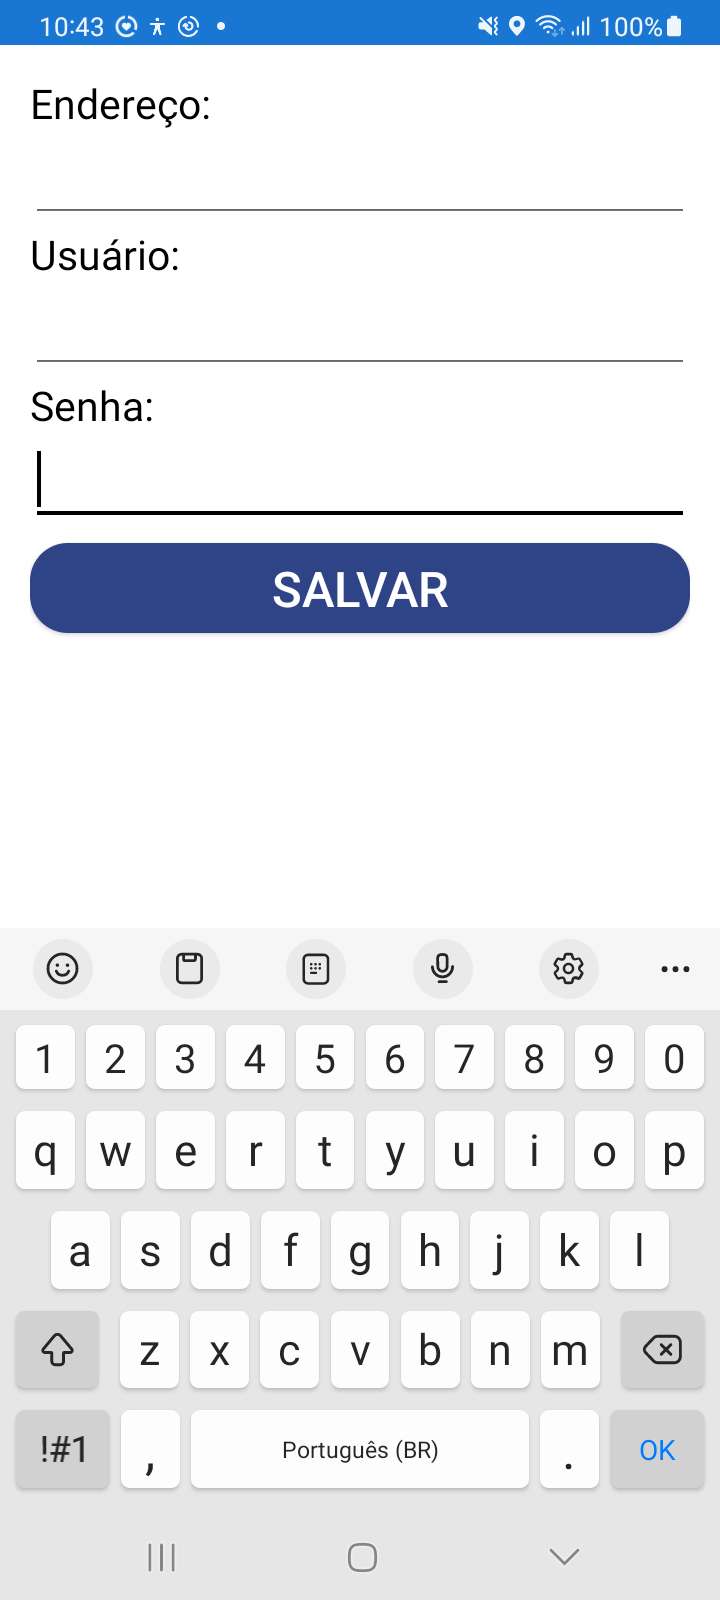 10:43 100%
Endereço:
Usuário:
Senha:
SALVAR
1 2 3 4 5 6 7 8 9 0
q w e r t y u i o p
a s d f g h j k l
z x c v b n m
!#1 , Português (BR) . OK